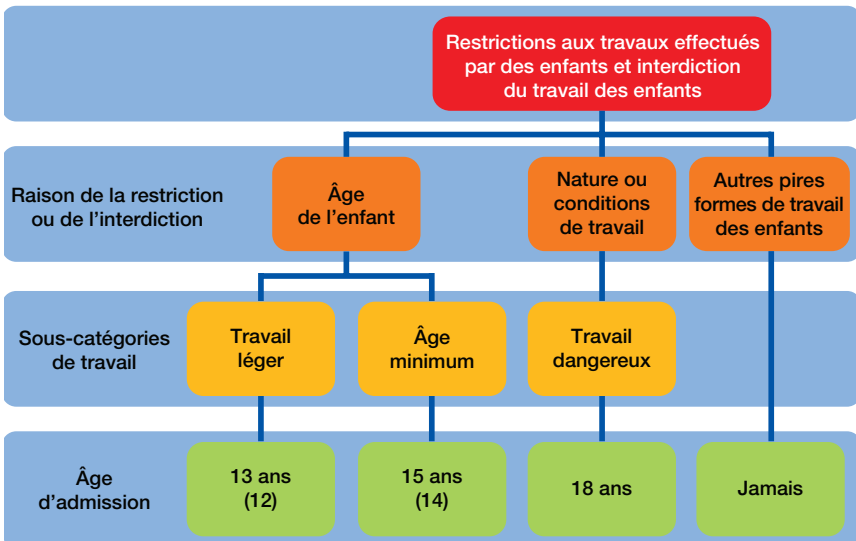 Restrictions aux travaux effectués
par des enfants et interdiction
du travail des enfants
Raison de la restriction
ou de l'interdiction
Âge
de l'enfant
Nature ou
conditions
de travail
Autres pires
formes de travail
des enfants
Sous-catégories
de travail
Travail
léger
Âge
minimum
Travail
dangereux
Âge
d'admission
13 ans
(12)
15 ans
(14)
18 ans
Jamais